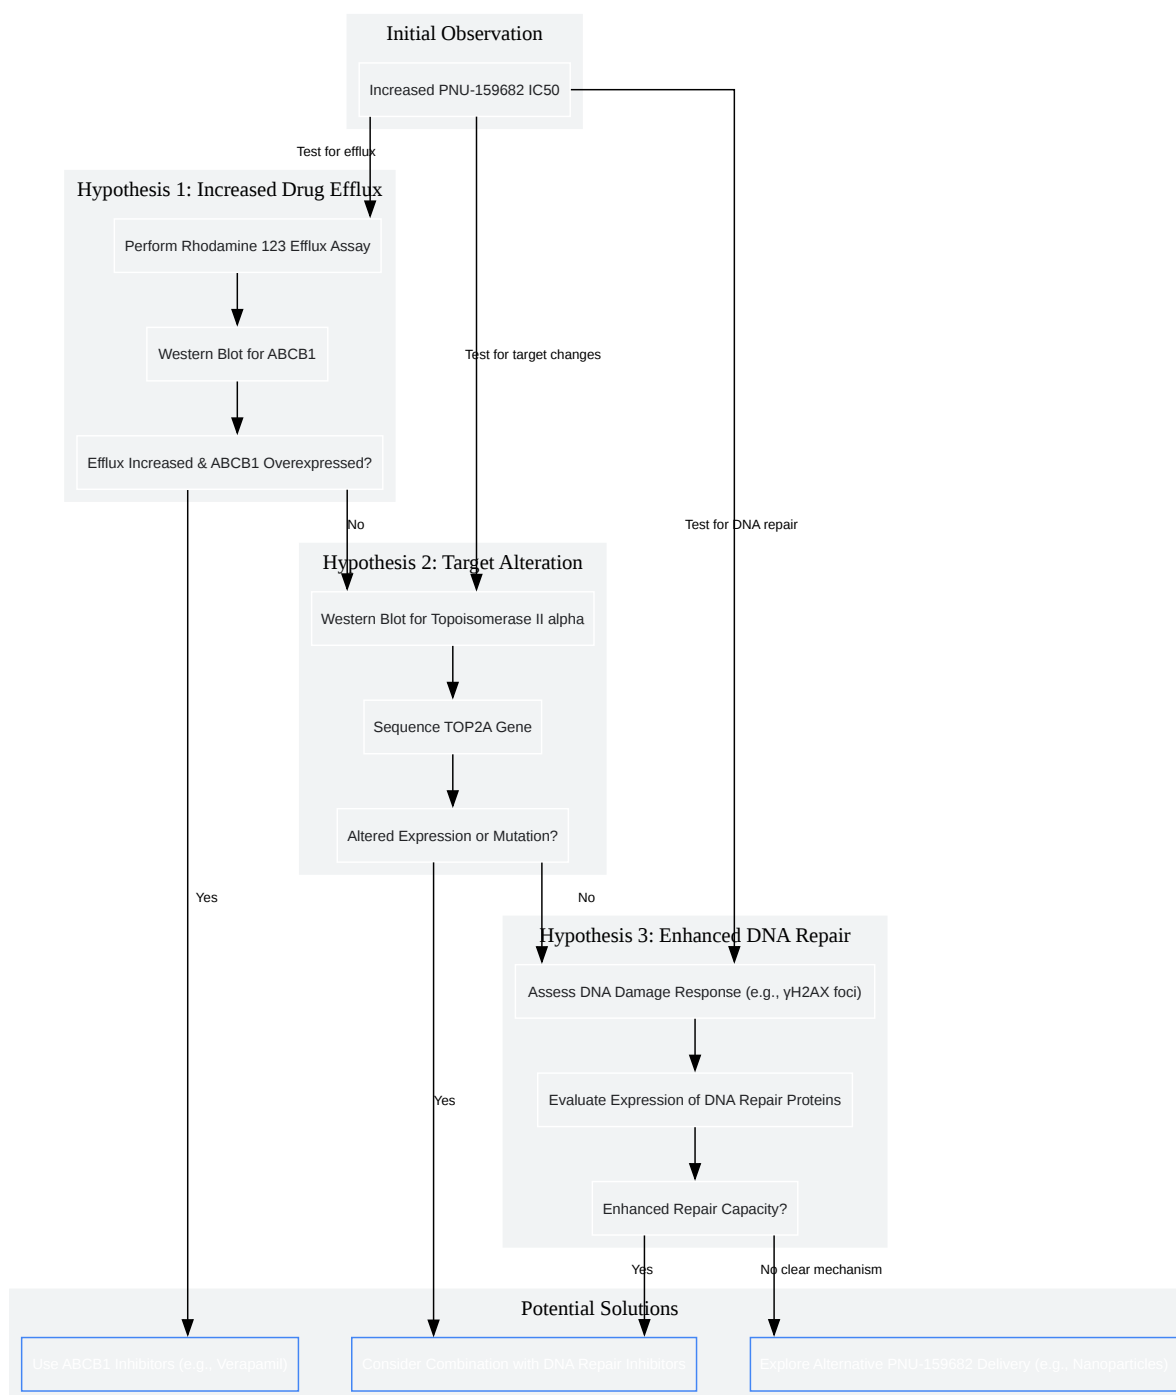 Initial Observation
Increased PNU-159682 IC50
Test for efflux
Hypothesis 1: Increased Drug Efflux
Perform Rhodamine 123 Efflux Assay
Western Blot for ABCB1
Test for target changes
Efflux Increased & ABCB1 Overexpressed?
No
Test for DNA repair
Hypothesis 2: Target Alteration
Western Blot for Topoisomerase II alpha
Sequence TOP2A Gene
Altered Expression or Mutation?
Yes
No
Hypothesis 3: Enhanced DNA Repair
Assess DNA Damage Response (e.g., γH2AX foci)
Evaluate Expression of DNA Repair Proteins
Yes
Enhanced Repair Capacity?
Yes
No clear mechanism
Potential Solutions
Use ABCB1 Inhibitors (e.g., Verapamil)
Consider Combination with DNA Repair Inhibitors
Explore Alternative PNU-159682 Delivery (e.g., Nanoparticles)